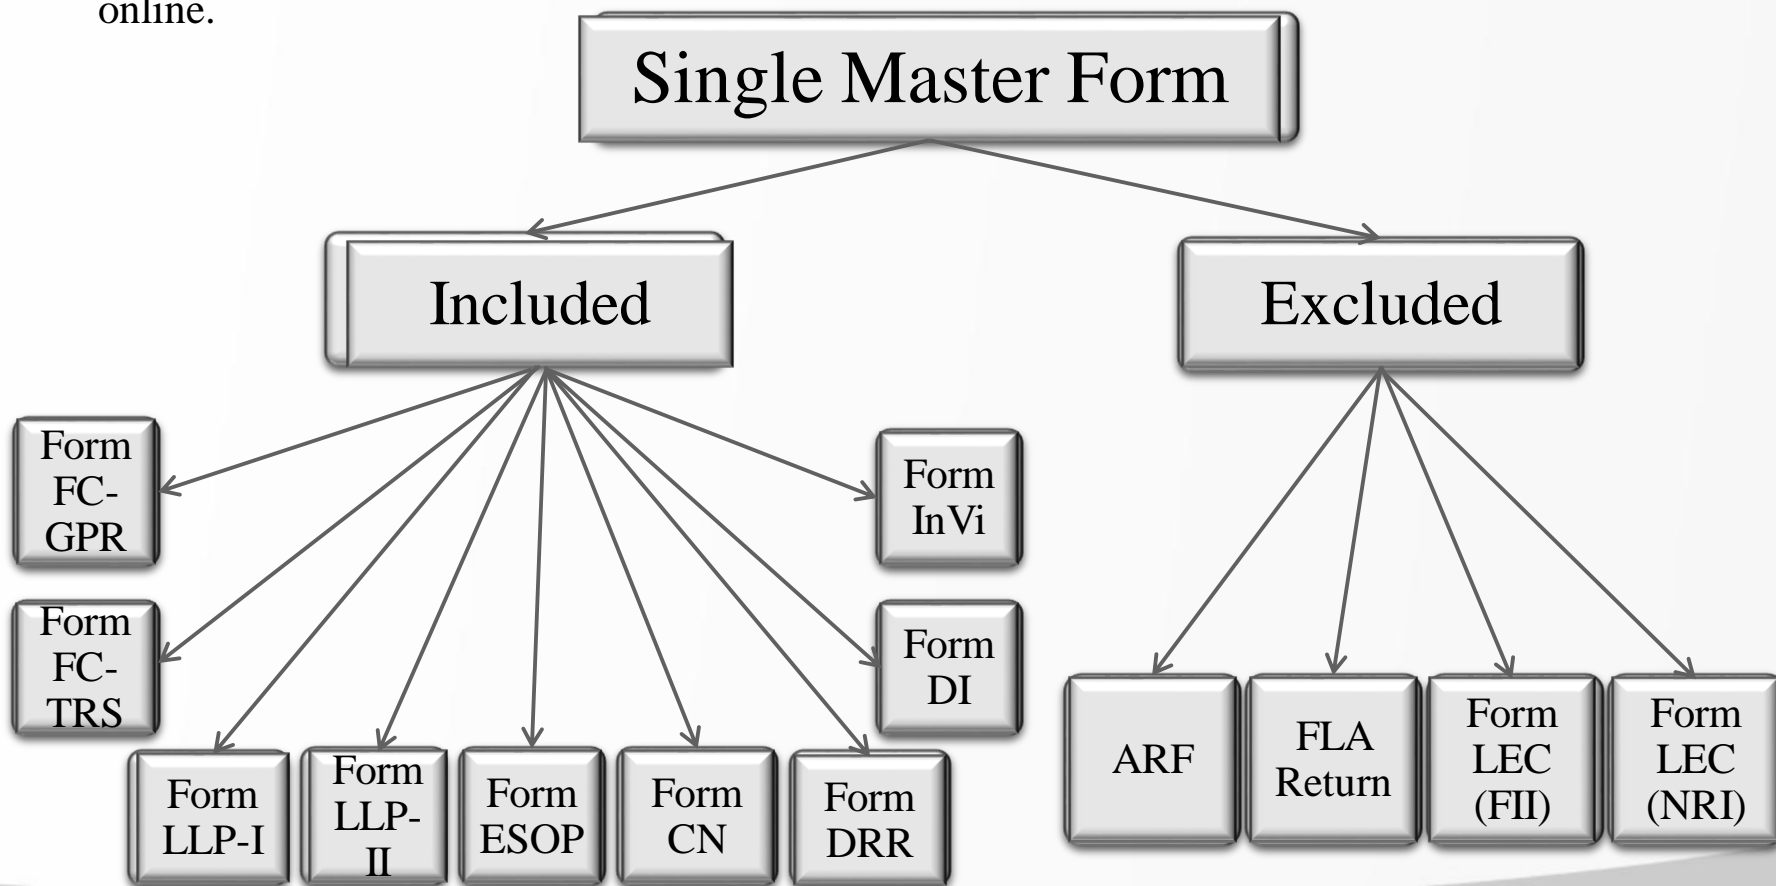 online.
Single Master Form
Included
Excluded
Form
FC-
GPR
Form
FC-
TRS
Form
LLP-I
Form
LLP-
II
Form
ESOP
Form
CN
Form
DRR
Form
DI
Form
InVi
ARF
FLA
Return
Form
LEC
(FII)
Form
LEC
(NRI)